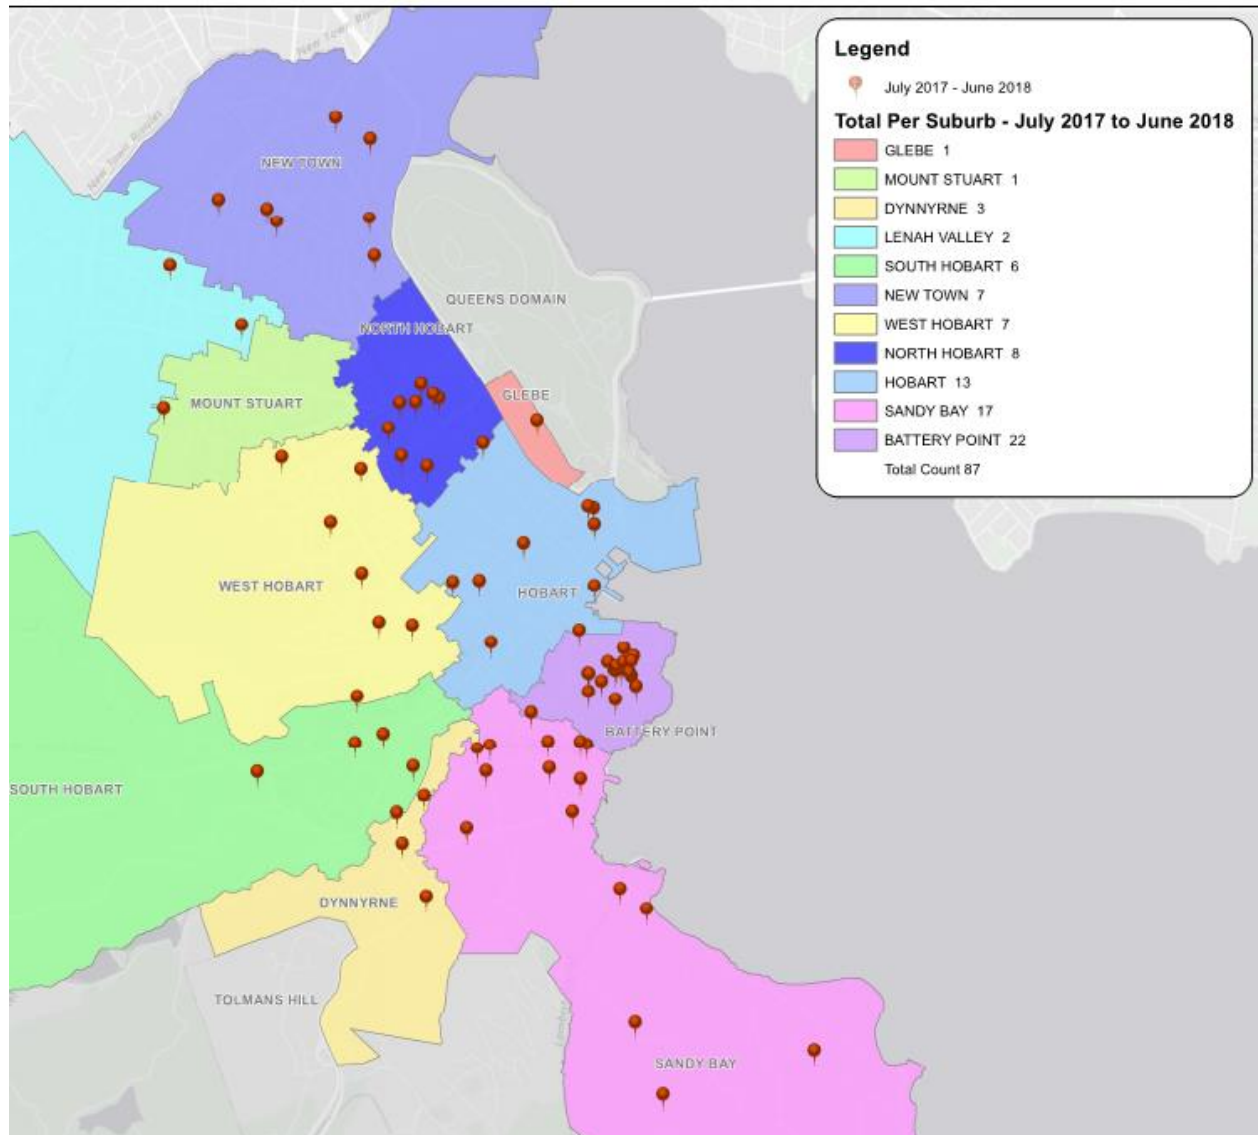 Legend
July 2017 - June 2018
Total Per Suburb - July 2017 to June 2018
GLEBE 1
MOUNT STUART 1
DYNNYRNE 3
LENAH VALLEY 2
SOUTH HOBART 6
NEW TOWN 7
WEST HOBART 7
NORTH HOBART 8
HOBART 13
SANDY BAY 17
BATTERY POINT 22
Total Count 87
New Town Rivulet
NEW TOWN
QUEENS DOMAIN
NORTH HOBART
GLEBE
MOUNT STUART
WEST HOBART
HOBART
BATTERY POINT
SOUTH HOBART
DYNNYRNE
TOLMANS HILL
SANDY BAY